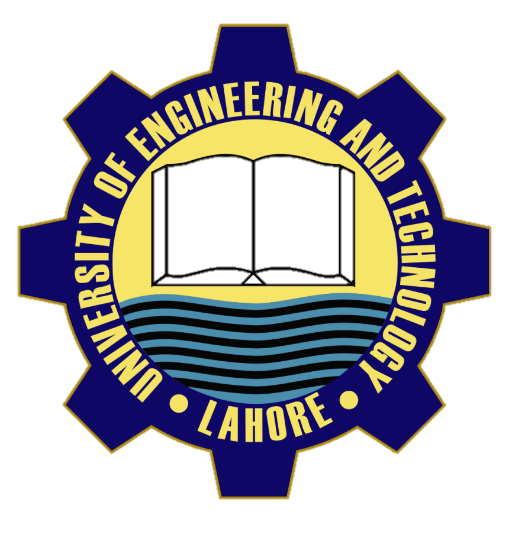 UNIVERSITY OF ENGINEERING AND TECHNOLOGY
• LAHORE •